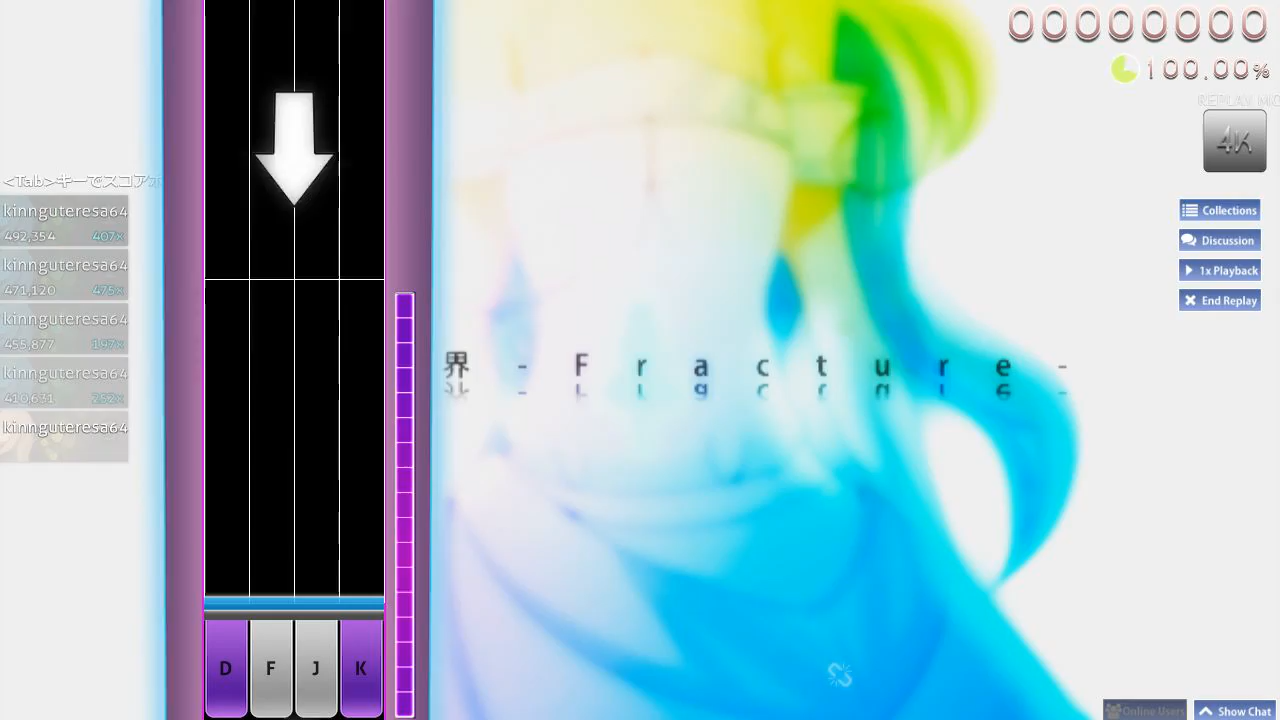 00000000
100.00%
REPLAY MO
4K
<Tab>キーでスコアボ
kinnguteresa64
492,354 407x
kinnguteresa64
471,120 475x
kinnguteresa64
455,877 197x
kinnguteresa64
410,631 252x
kinnguteresa64
Collections
Discussion
1x Playback
End Replay
界 - Fracture -
D F J K
Online Users
Show Chat